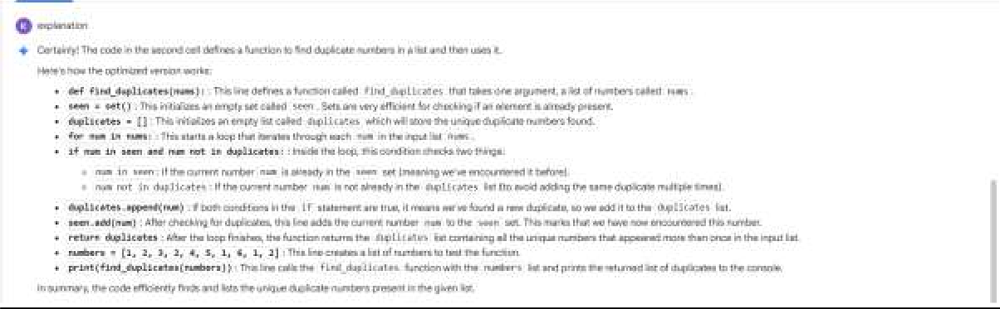 K explanation
Certainly! The code in the second cell defines a function to find duplicate numbers in a list and then uses it.
Here's how the optimized version works:
• def find_duplicates(nums): : This line defines a function called find_duplicates that takes one argument, a list of numbers called nums .
• seen = set() : This initializes an empty set called seen . Sets are very efficient for checking if an element is already present.
• duplicates = [] : This initializes an empty list called duplicates which will store the unique duplicate numbers found.
• for num in nums: : This starts a loop that iterates through each num in the input list nums .
• if num in seen and num not in duplicates: : Inside the loop, this condition checks two things:
◦ num in seen : If the current number num is already in the seen set (meaning we've encountered it before).
◦ num not in duplicates : If the current number num is not already in the duplicates list (to avoid adding the same duplicate multiple times).
• duplicates.append(num) : If both conditions in the if statement are true, it means we've found a new duplicate, so we add it to the duplicates list.
• seen.add(num) : After checking for duplicates, this line adds the current number num to the seen set. This marks that we have now encountered this number.
• return duplicates : After the loop finishes, the function returns the duplicates list containing all the unique numbers that appeared more than once in the input list.
• numbers = [1, 2, 3, 2, 4, 5, 1, 6, 1, 2] : This line creates a list of numbers to test the function.
• print(find_duplicates(numbers)) : This line calls the find_duplicates function with the numbers list and prints the returned list of duplicates to the console.
In summary, the code efficiently finds and lists the unique duplicate numbers present in the given list.